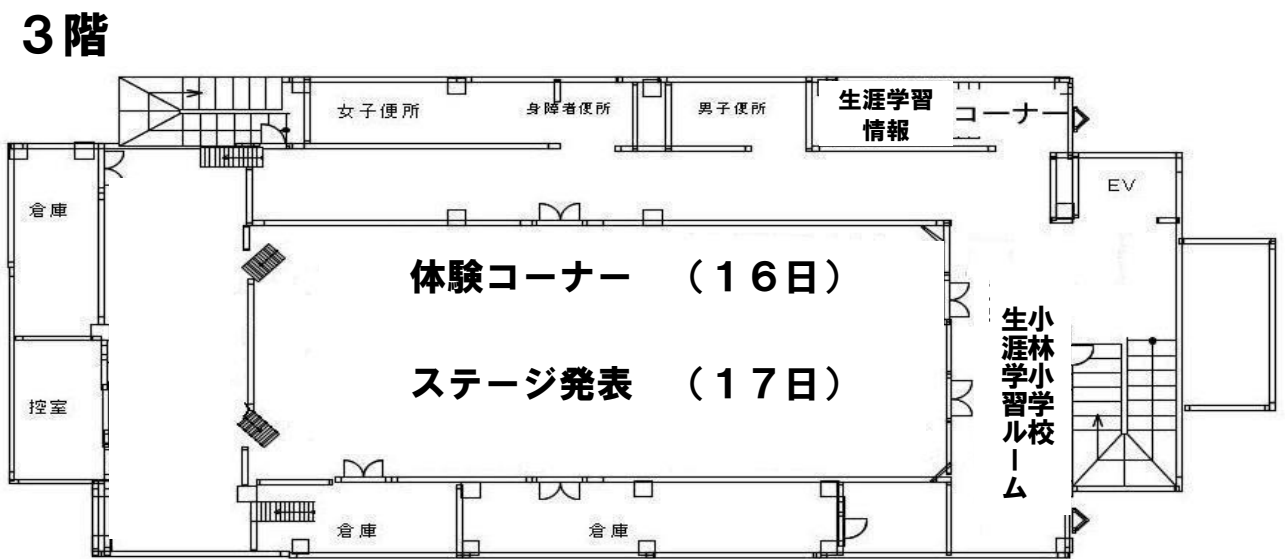 ３階
女子便所
身障者便所
男子便所
生涯学習
情報
コーナー
EV
倉庫
体験コーナー　（１６日）
小林小学校
生涯学習ルーム
ステージ発表　（１７日）
控室
倉庫
倉庫